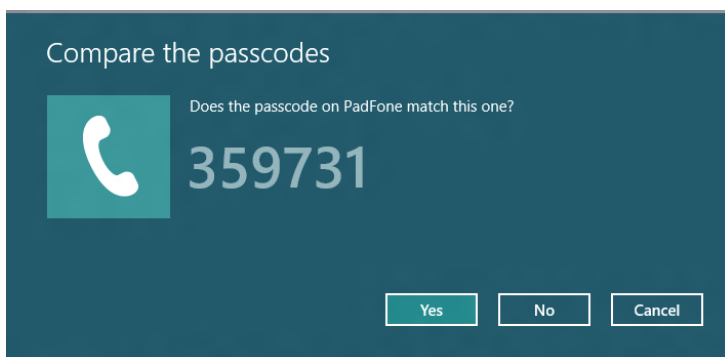 Compare the passcodes
Does the passcode on PadFone match this one?
359731
Yes No Cancel